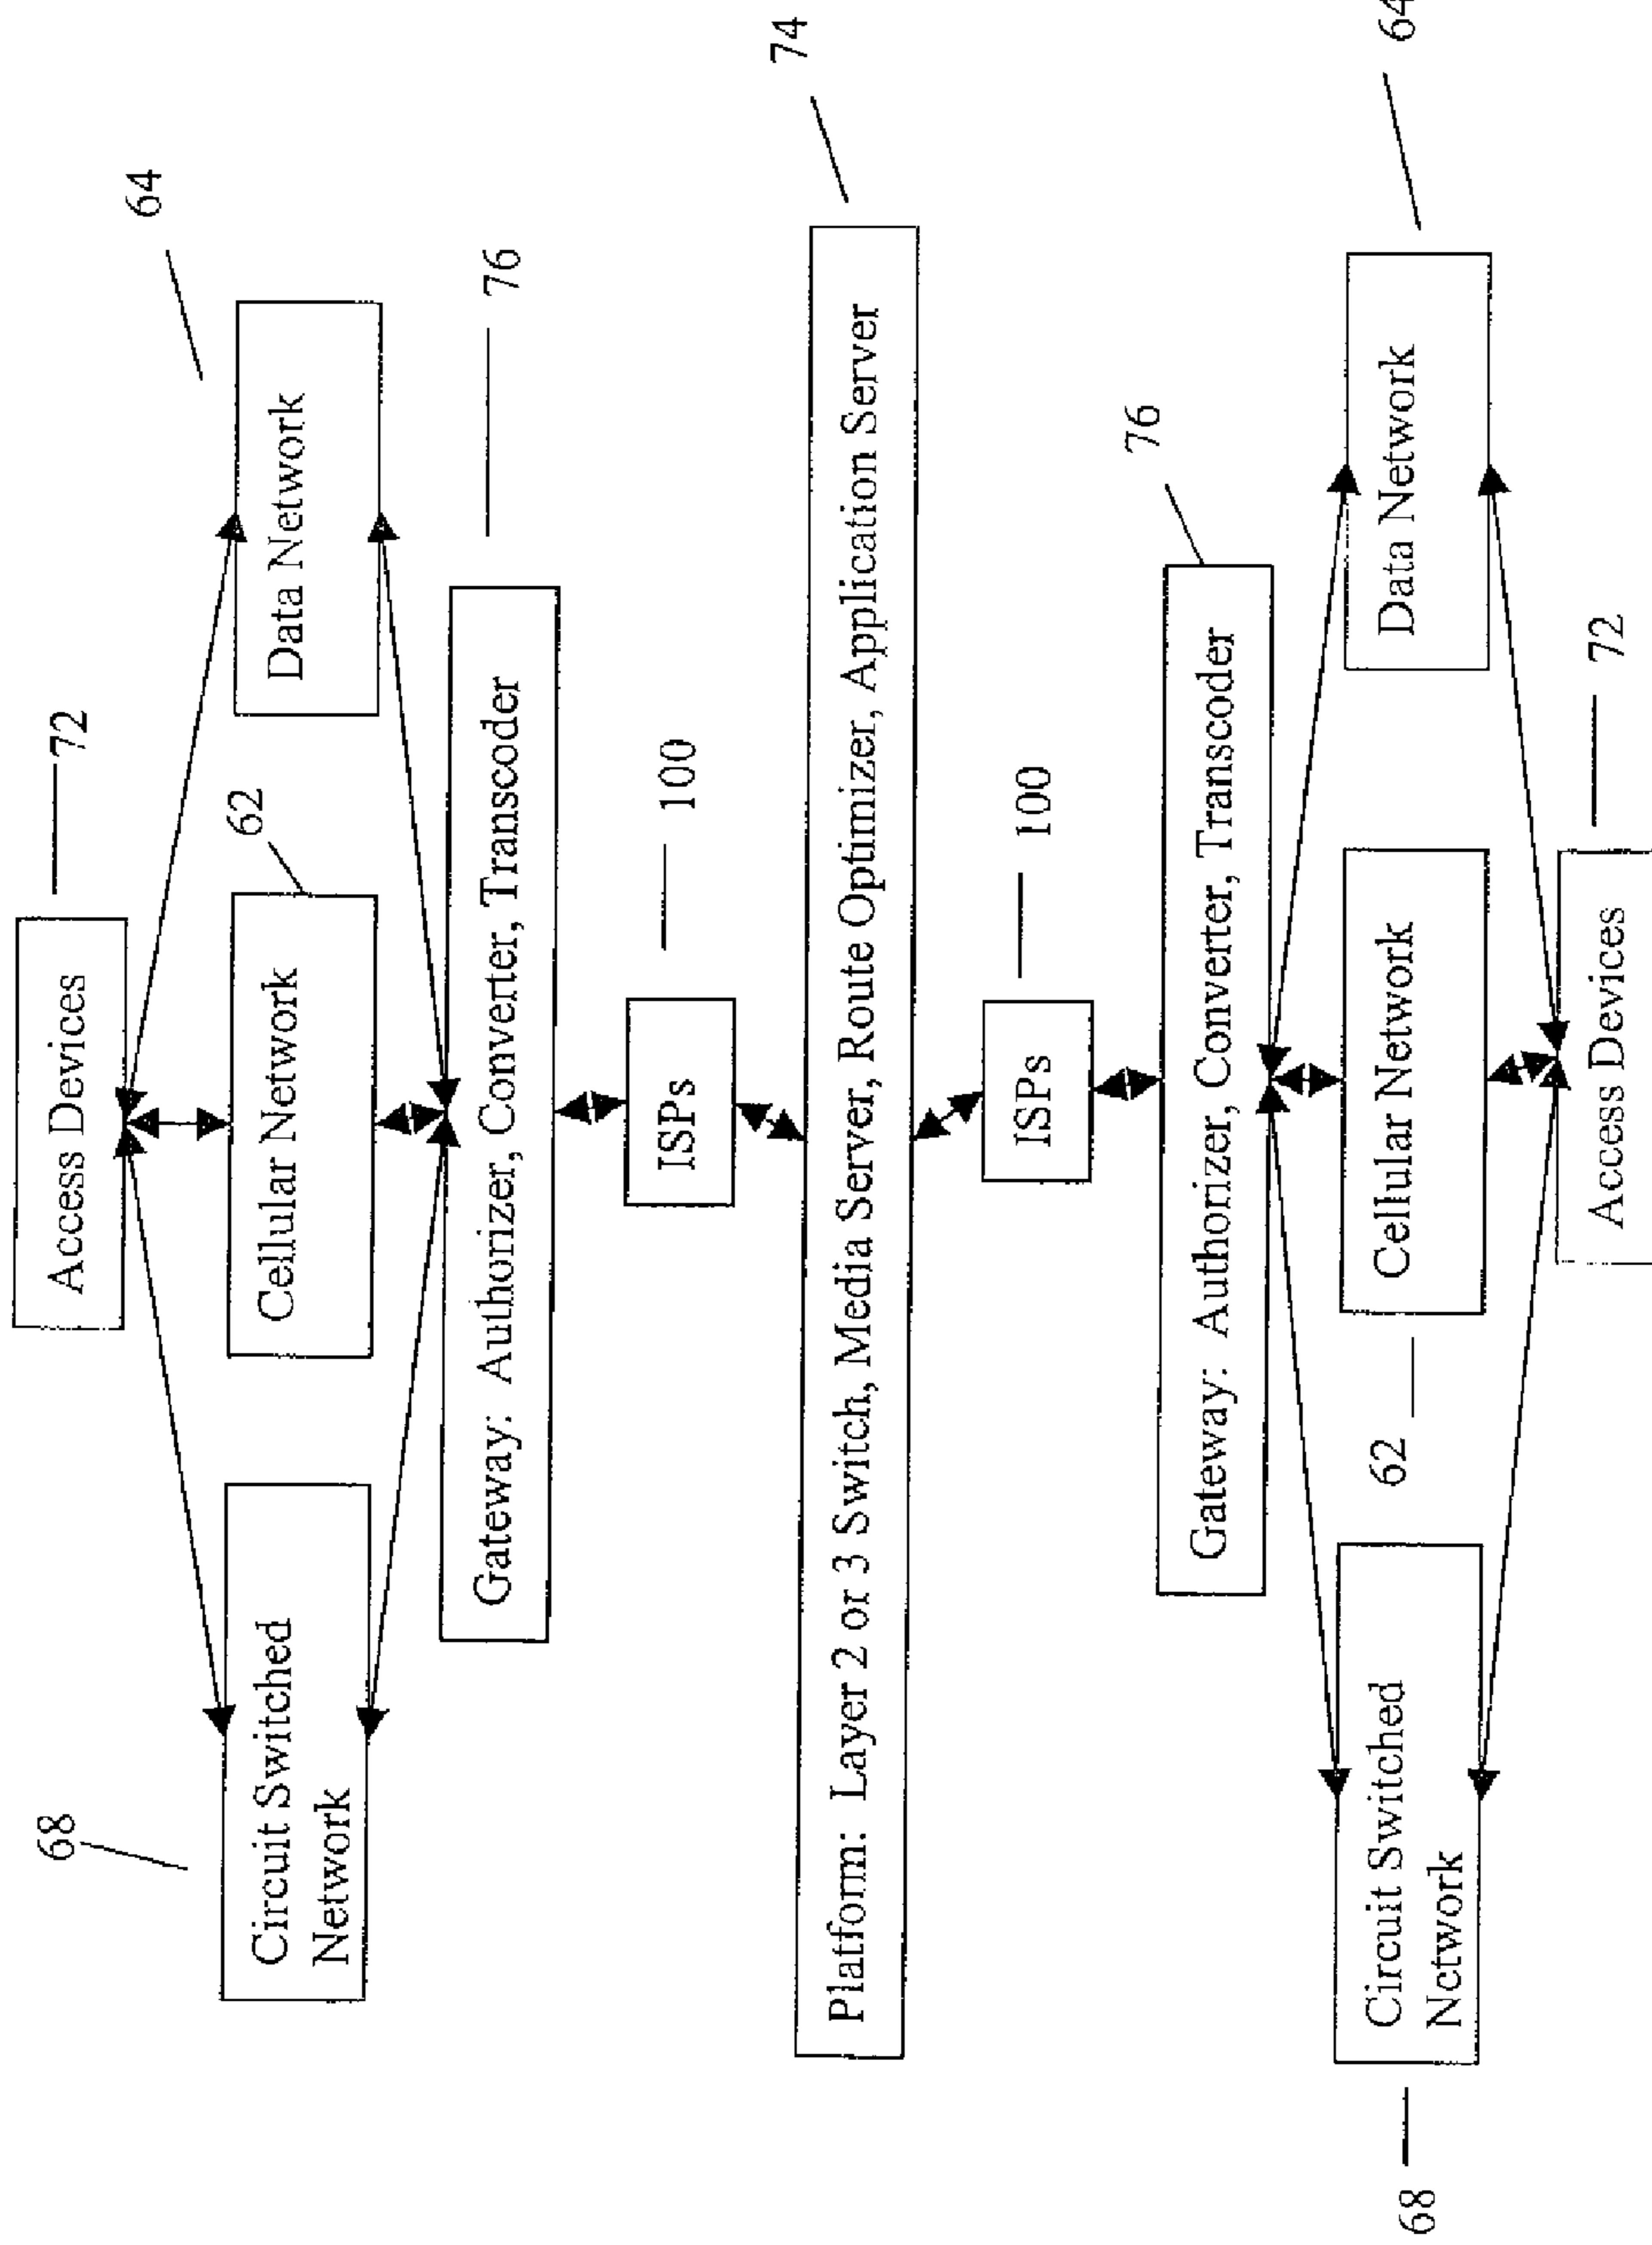 Access Devices
72
68
Circuit Switched
Network
Cellular Network
62
Data Network
64
Gateway: Authorizer, Converter, Transcoder
76
ISPs
100
Platform: Layer 2 or 3 Switch, Media Server, Route Optimizer, Application Server
74
ISPs
100
Gateway: Authorizer, Converter, Transcoder
76
68
Circuit Switched
Network
62
Cellular Network
Data Network
64
Access Devices
72